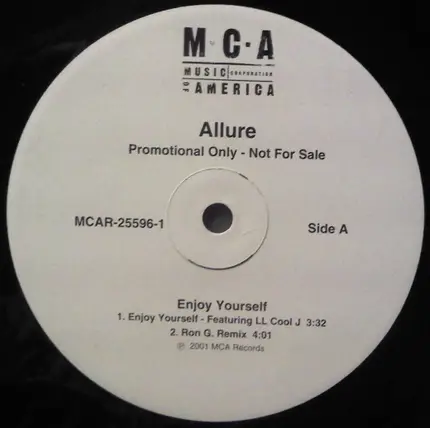 M·C·A
MUSIC CORPORATION
OF AMERICA
Allure
Promotional Only - Not For Sale
MCAR-25596-1
Side A
Enjoy Yourself
1. Enjoy Yourself - Featuring LL Cool J 3:32
2. Ron G. Remix 4:01
℗ 2001 MCA Records